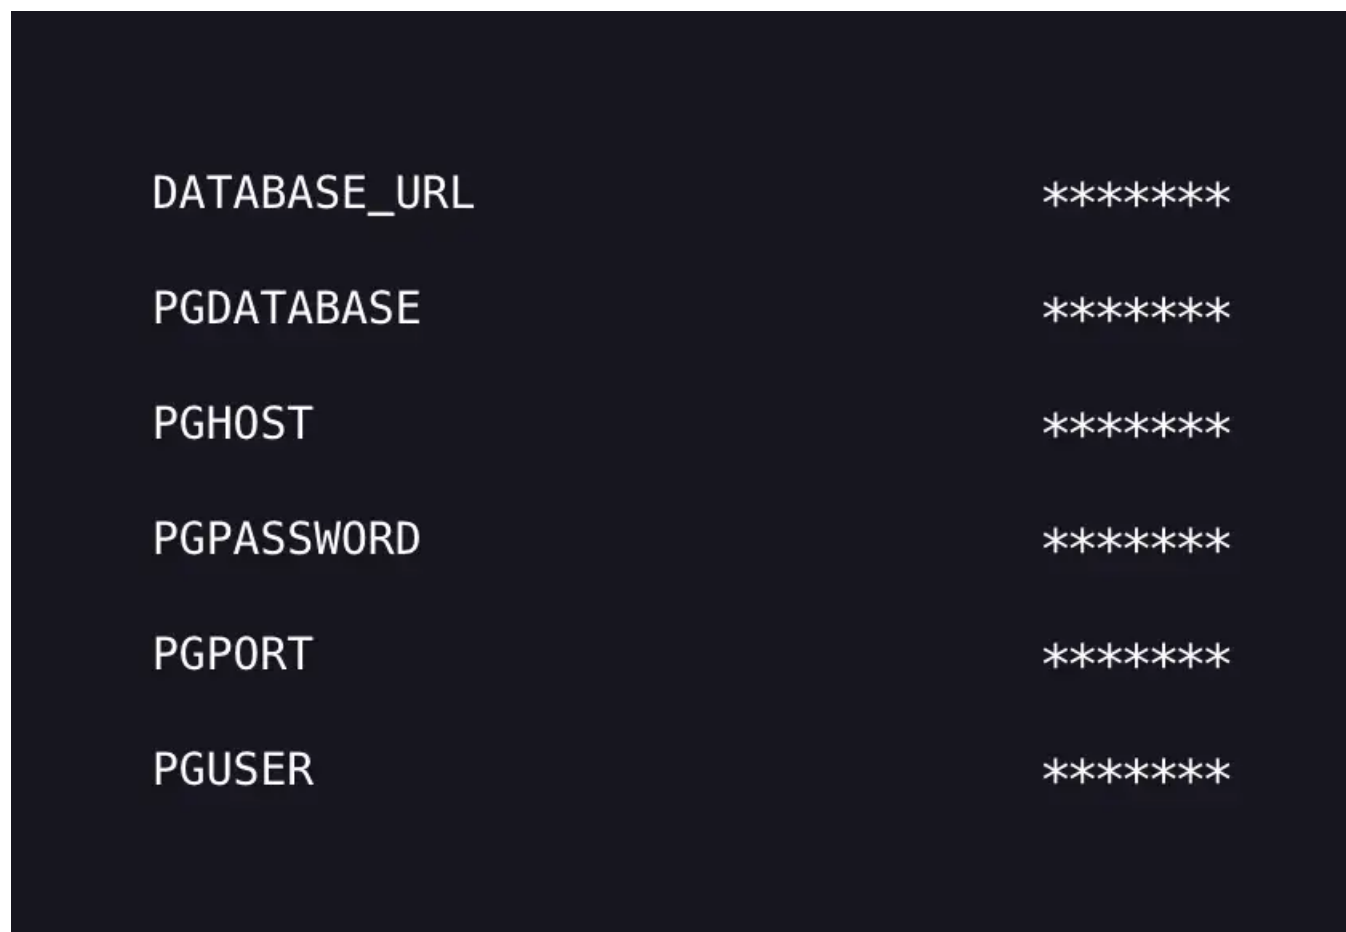 DATABASE_URL *******
PGDATABASE *******
PGHOST *******
PGPASSWORD *******
PGPORT *******
PGUSER *******